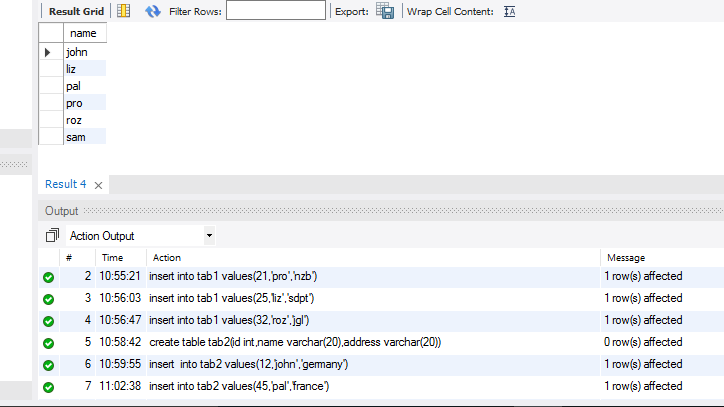 Result Grid Filter Rows: Export: Wrap Cell Content: IA
name
john
liz
pal
pro
roz
sam
Result 4 ×
Output
Action Output
# Time Action Message
2 10:55:21 insert into tab1 values(21,'pro','nzb') 1 row(s) affected
3 10:56:03 insert into tab1 values(25,'liz','sdpt') 1 row(s) affected
4 10:56:47 insert into tab1 values(32,'roz','jgl') 1 row(s) affected
5 10:58:42 create table tab2(id int,name varchar(20),address varchar(20)) 0 row(s) affected
6 10:59:55 insert  into tab2 values(12,'john','germany') 1 row(s) affected
7 11:02:38 insert into tab2 values(45,'pal','france') 1 row(s) affected